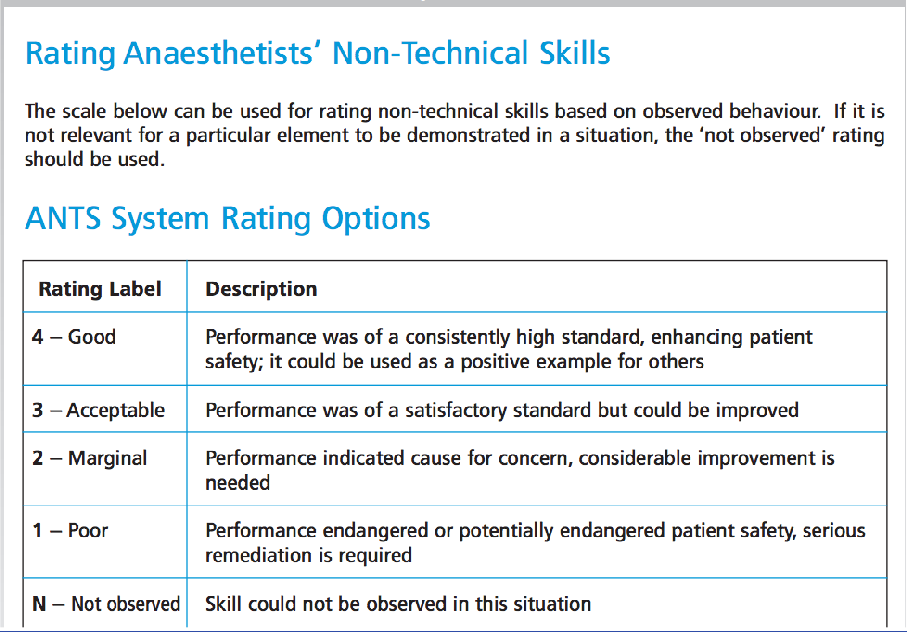 Rating Anaesthetists’ Non-Technical Skills
The scale below can be used for rating non-technical skills based on observed behaviour. If it is
not relevant for a particular element to be demonstrated in a situation, the ‘not observed’ rating
should be used.
ANTS System Rating Options
Rating Label Description
4 – Good Performance was of a consistently high standard, enhancing patient
safety; it could be used as a positive example for others
3 – Acceptable Performance was of a satisfactory standard but could be improved
2 – Marginal Performance indicated cause for concern, considerable improvement is
needed
1 – Poor Performance endangered or potentially endangered patient safety, serious
remediation is required
N – Not observed Skill could not be observed in this situation